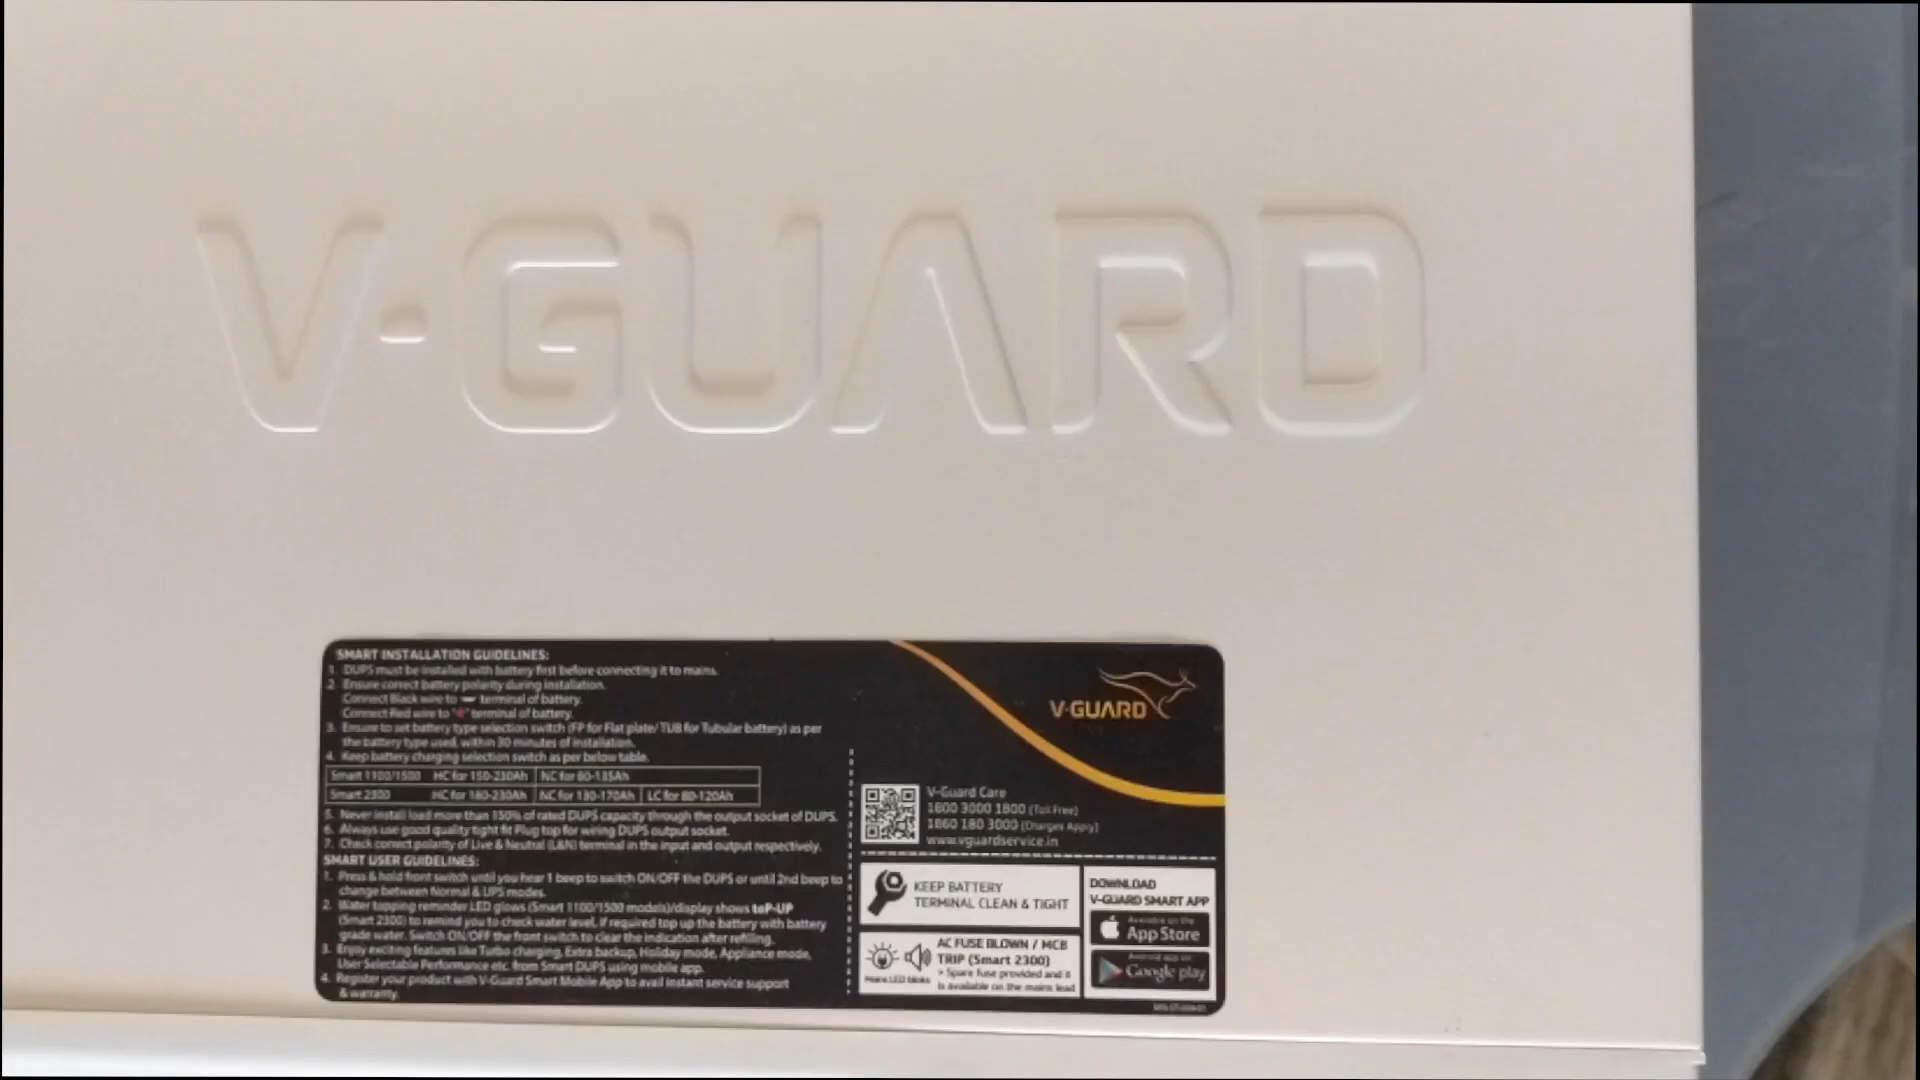 V-GUARD
SMART INSTALLATION GUIDELINES:
1. DUPS must be installed with battery first before connecting it to mains.
2. Ensure correct battery polarity during installation.
Connect Black wire to "-" terminal of battery.
Connect Red wire to "+" terminal of battery.
3. Ensure to set battery type selection switch (FP for Flat plate/ TUB for Tubular battery) as per
the battery type used, within 30 minutes of installation.
4. Keep battery charging selection switch as per below table.
Smart 1100/1500 HC for 150-230Ah NC for 80-135Ah
Smart 2300 HC for 180-230Ah NC for 130-170Ah LC for 80-120Ah
5. Never install load more than 150% of rated DUPS capacity through the output socket of DUPS.
6. Always use good quality tight fit Plug top for wiring DUPS output socket.
7. Check correct polarity of Live & Neutral (L&N) terminal in the input and output respectively.
SMART USER GUIDELINES:
1. Press & hold front switch until you hear 1 beep to switch ON/OFF the DUPS or until 2nd beep to
change between Normal & UPS modes.
2. Water topping reminder LED glows (Smart 1100/1500 models)/display shows toP-UP
(Smart 2300) to remind you to check water level, if required top up the battery with battery
grade water. Switch ON/OFF the front switch to clear the indication after refilling.
3. Enjoy exciting features like Turbo charging, Extra backup, Holiday mode, Appliance mode,
User Selectable Performance etc. from Smart DUPS using mobile app.
4. Register your product with V-Guard Smart Mobile App to avail instant service support
& warranty.
V-GUARD
V-Guard Care
1800 3000 1800 (Toll Free)
1860 180 3000 (Charges Apply)
www.vguardservice.in
KEEP BATTERY
TERMINAL CLEAN & TIGHT
Mains LED blinks
AC FUSE BLOWN / MCB
TRIP (Smart 2300)
* Spare fuse provided and it
is available on the mains lead
DOWNLOAD
V-GUARD SMART APP
Available on the
App Store
Android app on
Google play